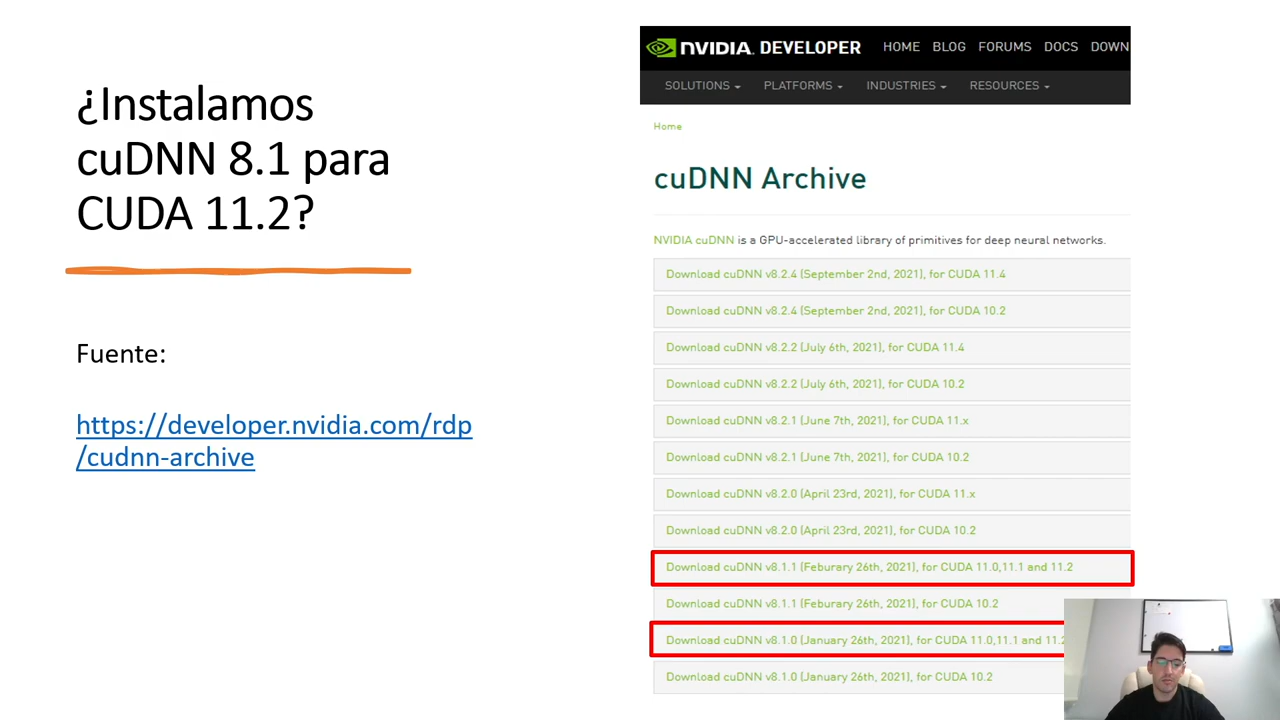 ¿Instalamos
cuDNN 8.1 para
CUDA 11.2?
Fuente:
https://developer.nvidia.com/rdp
/cudnn-archive
NVIDIA. DEVELOPER HOME BLOG FORUMS DOCS DOWN
SOLUTIONS PLATFORMS INDUSTRIES RESOURCES
Home
cuDNN Archive
NVIDIA cuDNN is a GPU-accelerated library of primitives for deep neural networks.
Download cuDNN v8.2.4 (September 2nd, 2021), for CUDA 11.4
Download cuDNN v8.2.4 (September 2nd, 2021), for CUDA 10.2
Download cuDNN v8.2.2 (July 6th, 2021), for CUDA 11.4
Download cuDNN v8.2.2 (July 6th, 2021), for CUDA 10.2
Download cuDNN v8.2.1 (June 7th, 2021), for CUDA 11.x
Download cuDNN v8.2.1 (June 7th, 2021), for CUDA 10.2
Download cuDNN v8.2.0 (April 23rd, 2021), for CUDA 11.x
Download cuDNN v8.2.0 (April 23rd, 2021), for CUDA 10.2
Download cuDNN v8.1.1 (Feburary 26th, 2021), for CUDA 11.0,11.1 and 11.2
Download cuDNN v8.1.1 (Feburary 26th, 2021), for CUDA 10.2
Download cuDNN v8.1.0 (January 26th, 2021), for CUDA 11.0,11.1 and 11.2
Download cuDNN v8.1.0 (January 26th, 2021), for CUDA 10.2